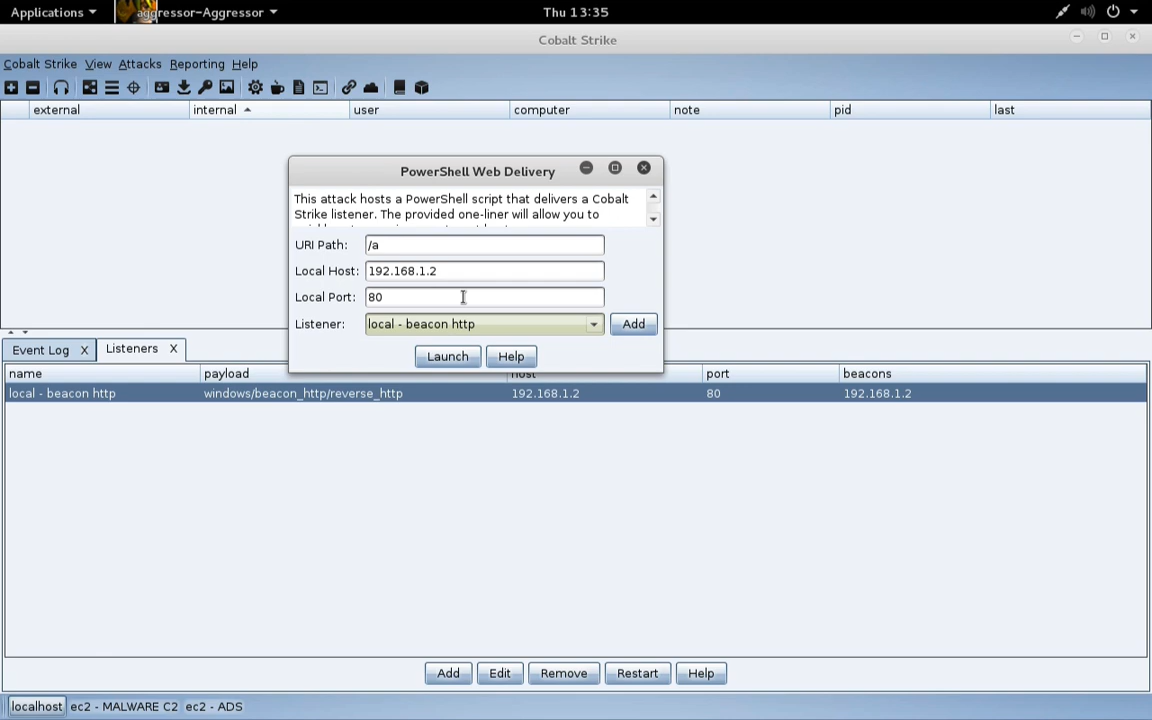 Applications aggressor-Aggressor Thu 13:35
Cobalt Strike
Cobalt Strike View Attacks Reporting Help
external internal user computer note pid last
PowerShell Web Delivery
This attack hosts a PowerShell script that delivers a Cobalt
Strike listener. The provided one-liner will allow you to
URI Path: /a
Local Host: 192.168.1.2
Local Port: 80
Listener: local - beacon http Add
Launch Help
Event Log X Listeners X
name payload host port beacons
local - beacon http windows/beacon_http/reverse_http 192.168.1.2 80 192.168.1.2
Add Edit Remove Restart Help
localhost ec2 - MALWARE C2 ec2 - ADS